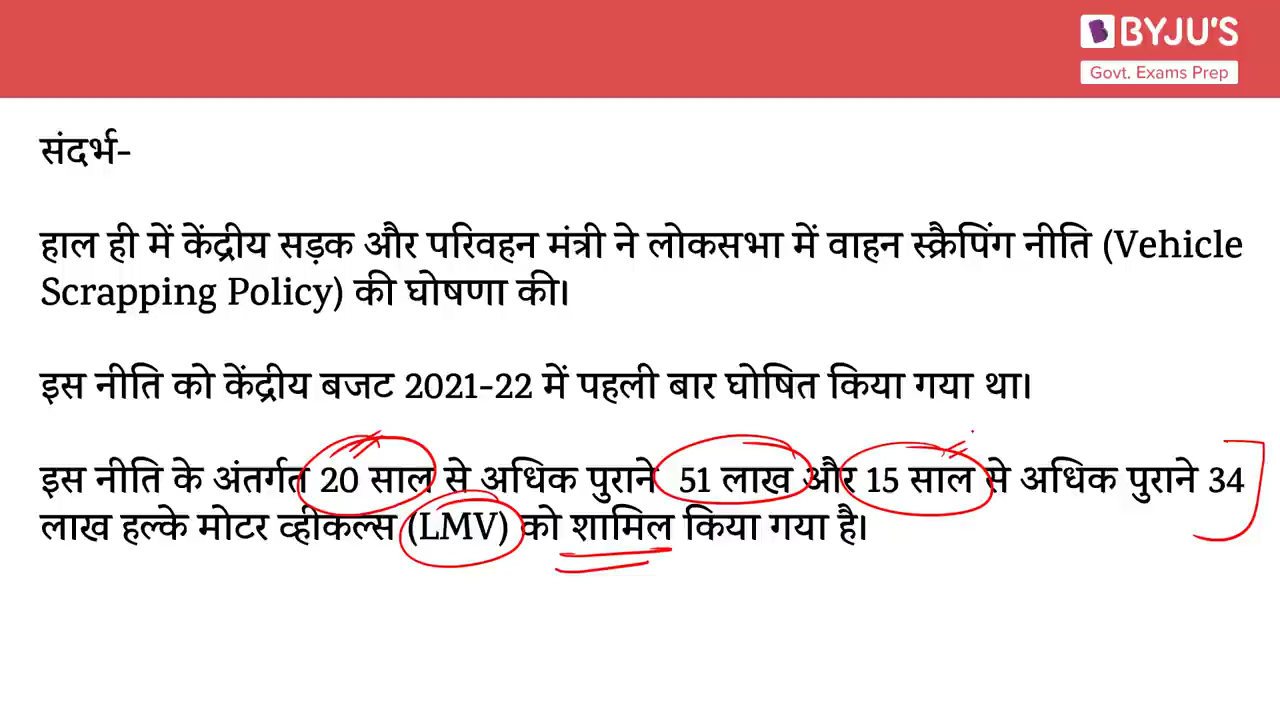 BYJU'S
Govt. Exams Prep
संदर्भ-
हाल ही में केंद्रीय सड़क और परिवहन मंत्री ने लोकसभा में वाहन स्क्रैपिंग नीति (Vehicle
Scrapping Policy) की घोषणा की।
इस नीति को केंद्रीय बजट 2021-22 में पहली बार घोषित किया गया था।
इस नीति के अंतर्गत 20 साल से अधिक पुराने 51 लाख और 15 साल से अधिक पुराने 34
लाख हल्के मोटर व्हीकल्स (LMV) को शामिल किया गया है।